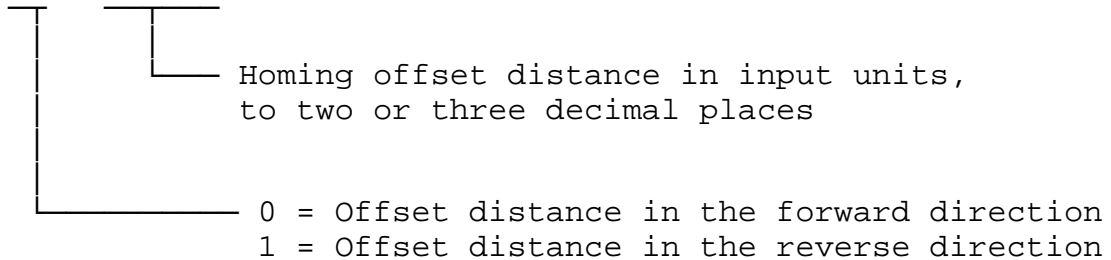 Homing offset distance in input units,
to two or three decimal places
0 = Offset distance in the forward direction
1 = Offset distance in the reverse direction